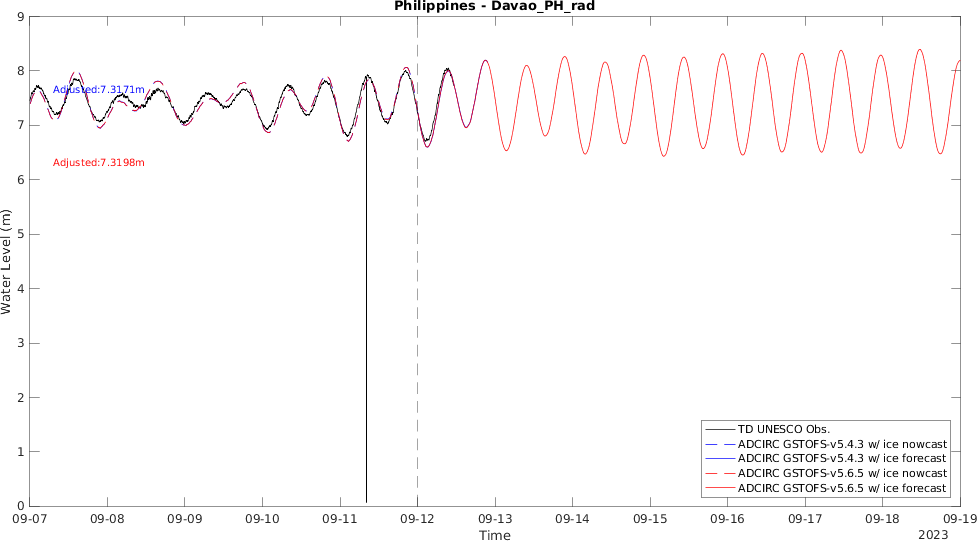 Philippines - Davao_PH_rad
9
8
7
6
5
4
3
2
1
0
Water Level (m)
Adjusted:7.3171m
Adjusted:7.3198m
TD UNESCO Obs.
ADCIRC GSTOFS-v5.4.3 w/ ice nowcast
ADCIRC GSTOFS-v5.4.3 w/ ice forecast
ADCIRC GSTOFS-v5.6.5 w/ ice nowcast
ADCIRC GSTOFS-v5.6.5 w/ ice forecast
09-07 09-08 09-09 09-10 09-11 09-12 09-13 09-14 09-15 09-16 09-17 09-18 09-19
Time
2023